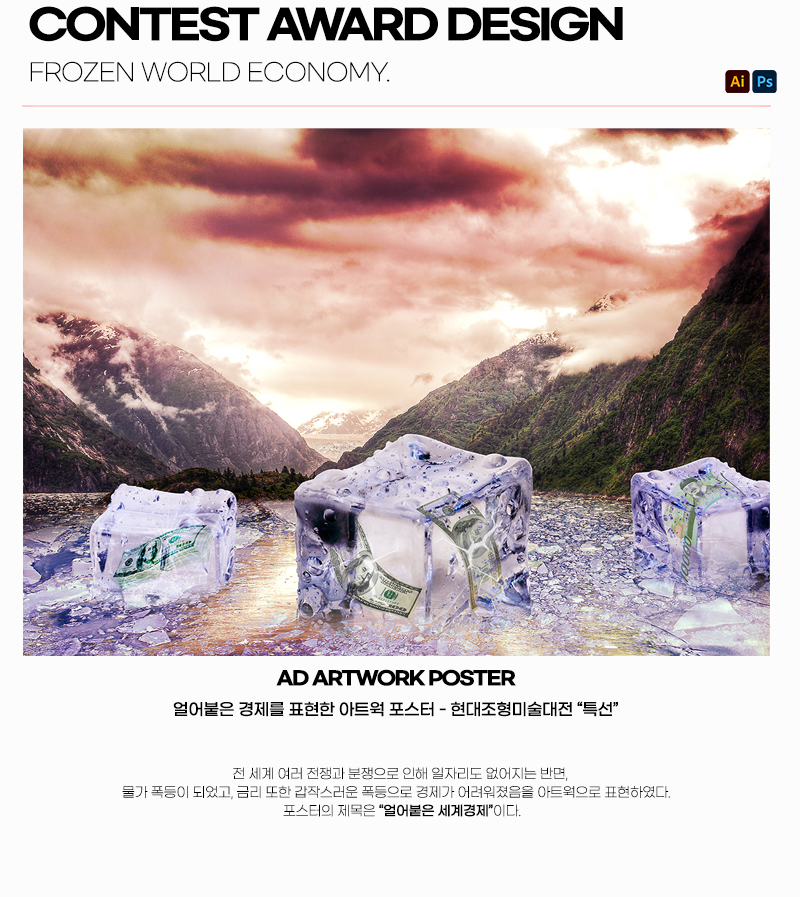 CONTEST AWARD DESIGN
FROZEN WORLD ECONOMY.
Ai Ps
AD ARTWORK POSTER
얼어붙은 경제를 표현한 아트웍 포스터 - 현대조형미술대전 “특선”
전 세계 여러 전쟁과 분쟁으로 인해 일자리도 없어지는 반면,
물가 폭등이 되었고, 금리 또한 갑작스러운 폭등으로 경제가 어려워졌음을 아트웍으로 표현하였다.
포스터의 제목은 “얼어붙은 세계경제”이다.